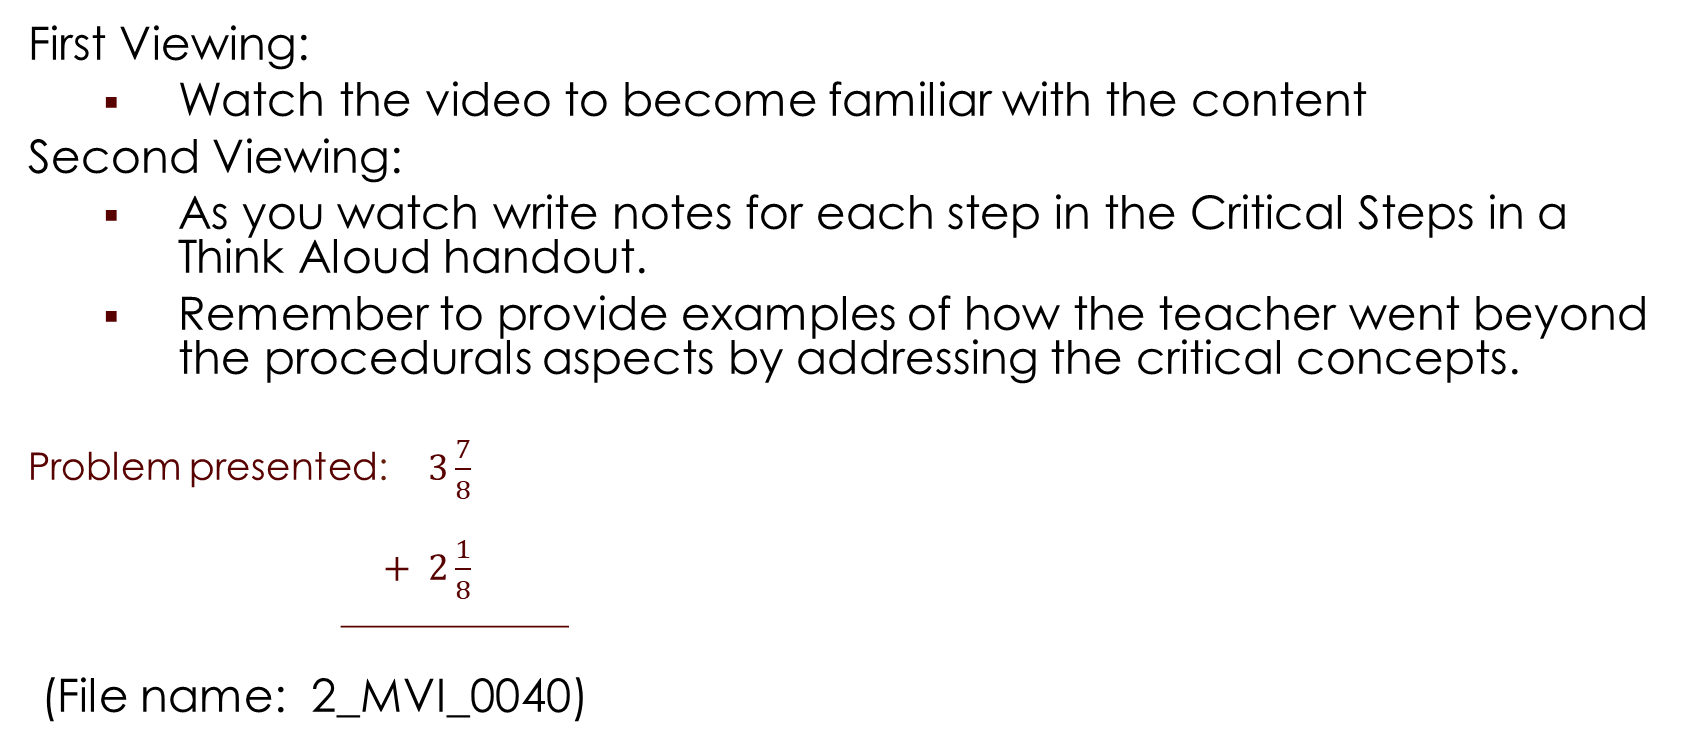 First Viewing:
▪ Watch the video to become familiar with the content
Second Viewing:
▪ As you watch write notes for each step in the Critical Steps in a
Think Aloud handout.
▪ Remember to provide examples of how the teacher went beyond
the procedurals aspects by addressing the critical concepts.
Problem presented: 3 7/8
+ 2 1/8
(File name: 2_MVI_0040)